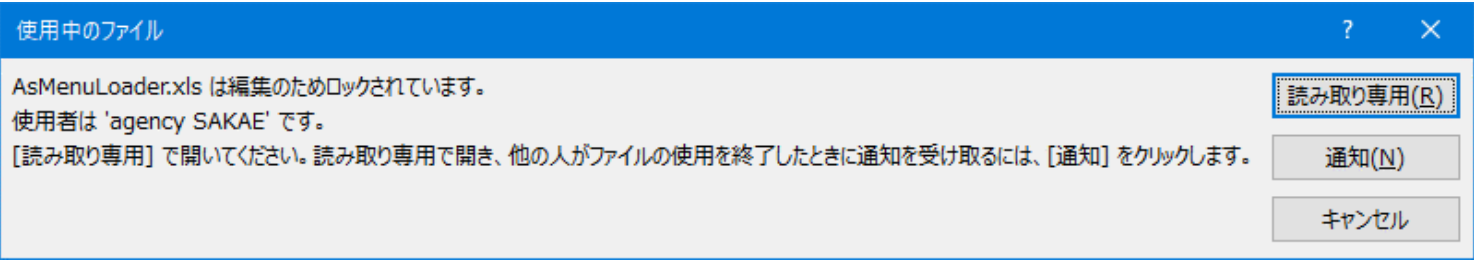 使用中のファイル
?
×
AsMenuLoader.xls は編集のためロックされています。
使用者は 'agency SAKAE' です。
[読み取り専用] で開いてください。読み取り専用で開き、他の人がファイルの使用を終了したときに通知を受け取るには、[通知] をクリックします。
読み取り専用(R)
通知(N)
キャンセル